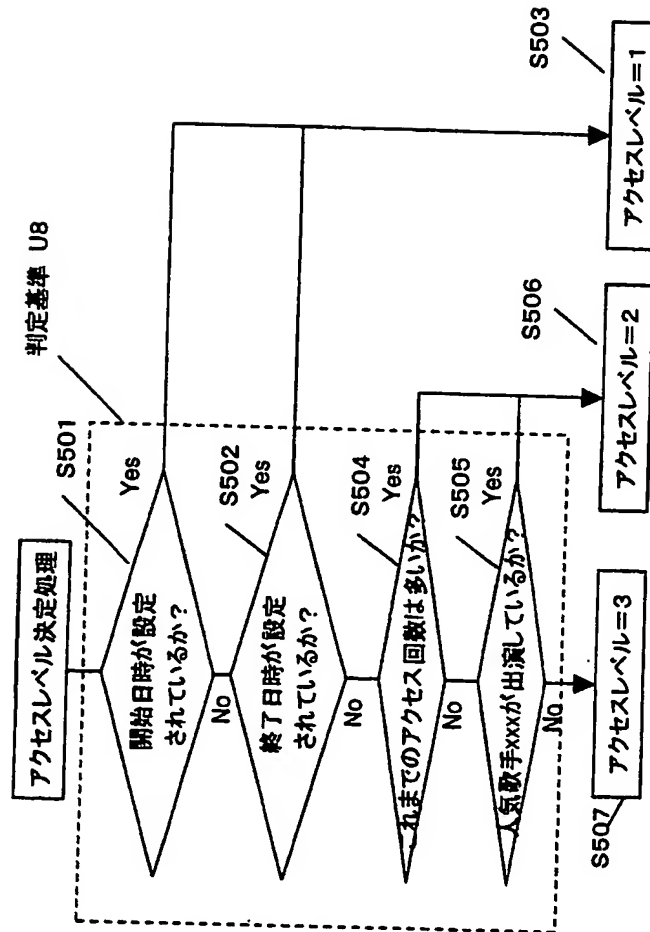 アクセスレベル決定処理
判定基準 U8
S501
開始日時が設定
されているか?
Yes
No
S502
終了日時が設定
されているか?
Yes
No
S504
これまでのアクセス回数は多いか?
Yes
No
S505
人気歌手xxxが出演しているか?
Yes
No
S507
アクセスレベル=3
S506
アクセスレベル=2
S503
アクセスレベル=1